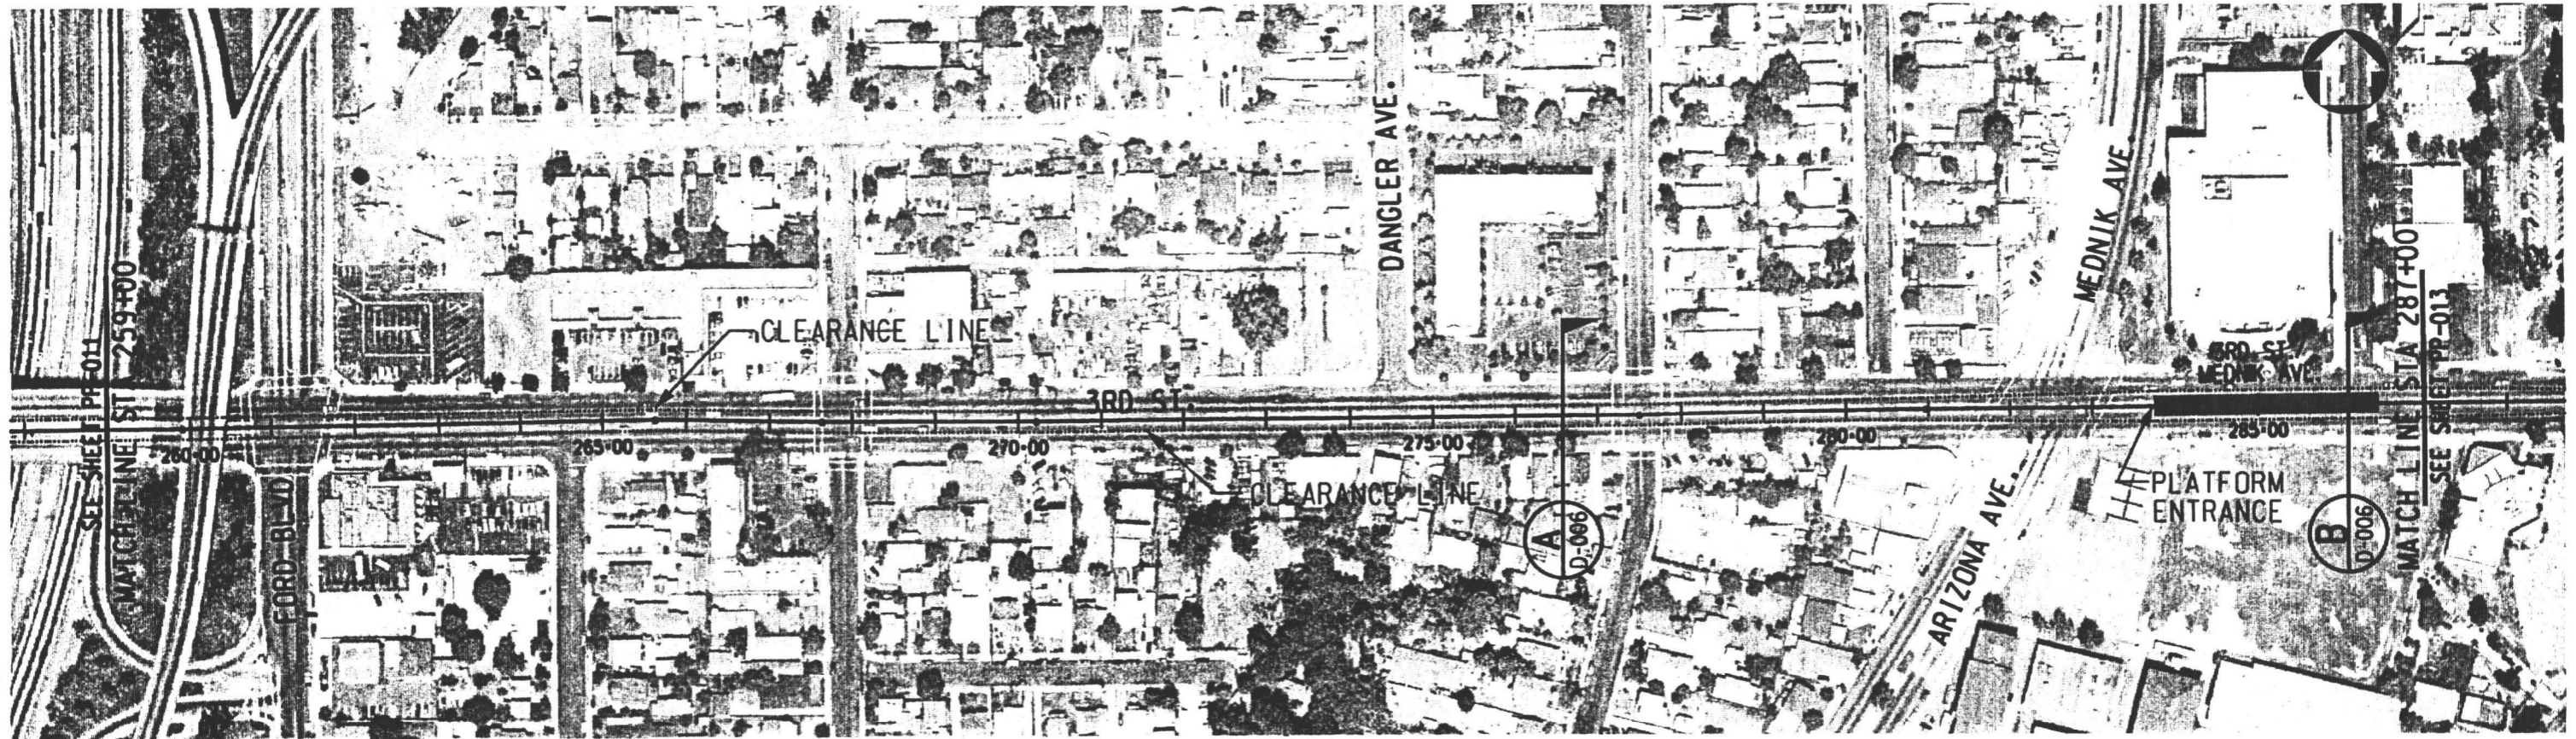 SEE SHEET PP-011
MATCH LINE STA 259+00
FORD BLVD
CLEARANCE LINE
DANGLER AVE.
MEDNIK AVE.
3RD ST./
MEDNIK AVE.
3RD ST.
260+00
265+00
270+00
275+00
280+00
285+00
CLEARANCE LINE
A
D-006
ARIZONA AVE.
PLATFORM
ENTRANCE
B
D-006
MATCH LINE STA 287+00
SEE SHEET PP-013